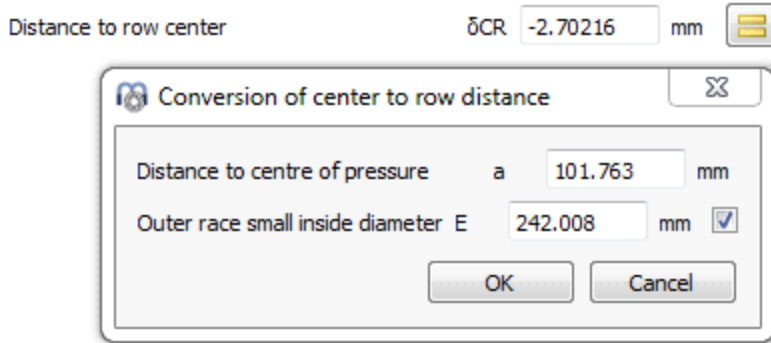 Distance to row center δCR -2.70216 mm
Conversion of center to row distance
Distance to centre of pressure a 101.763 mm
Outer race small inside diameter E 242.008 mm
OK Cancel